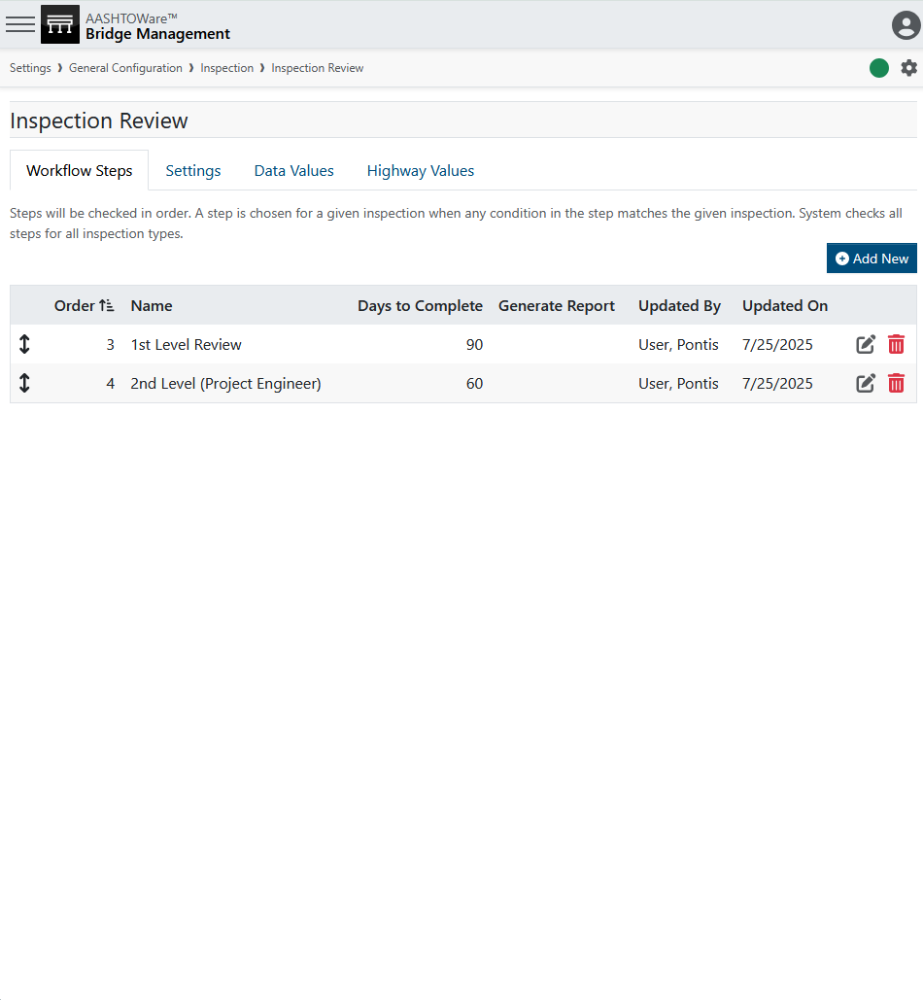 AASHTOWare™
Bridge Management
Settings ❱ General Configuration ❱ Inspection ❱ Inspection Review
Inspection Review
Workflow Steps Settings Data Values Highway Values
Steps will be checked in order. A step is chosen for a given inspection when any condition in the step matches the given inspection. System checks all
steps for all inspection types.
Add New
Order Name Days to Complete Generate Report Updated By Updated On
3 1st Level Review 90 User, Pontis 7/25/2025
4 2nd Level (Project Engineer) 60 User, Pontis 7/25/2025